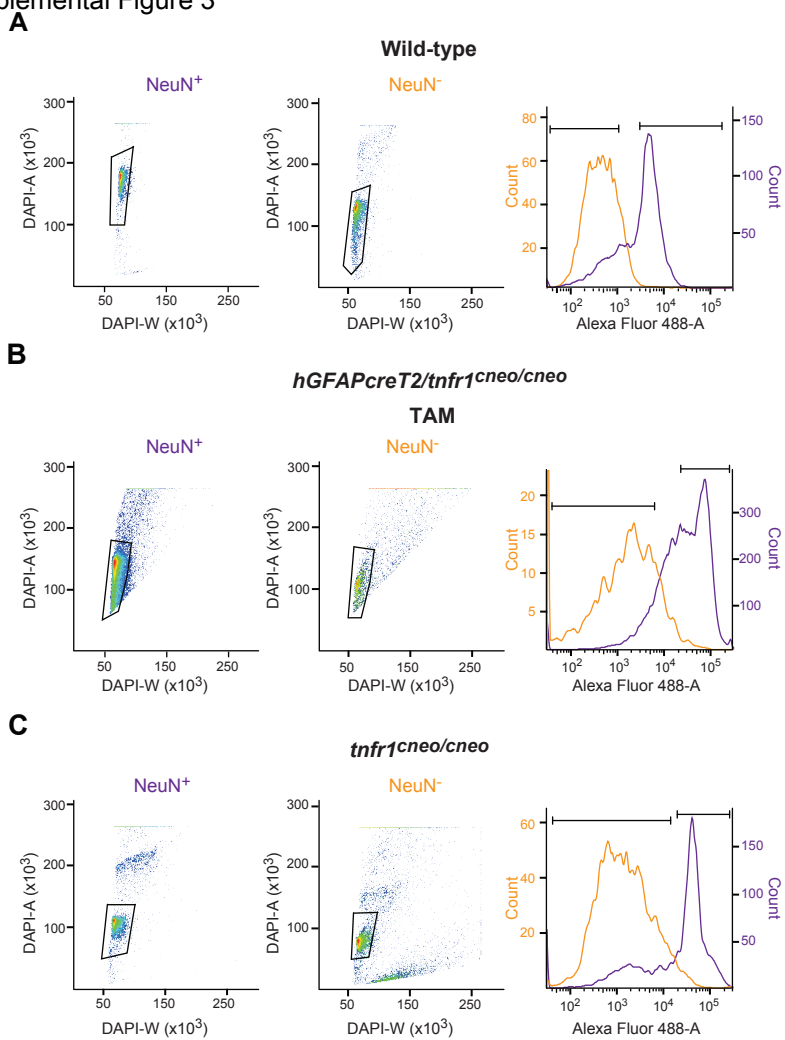 plemental Figure 3
A
Wild-type
NeuN+
NeuN-
300
200
100
DAPI-A (x10³)
50 150 250
DAPI-W (x10³)
300
200
100
DAPI-A (x10³)
50 150 250
DAPI-W (x10³)
80
60
40
20
Count
150
100
50
Count
10² 10³ 10⁴ 10⁵
Alexa Fluor 488-A
B
hGFAPcreT2/tnfr1cneo/cneo
TAM
NeuN+
NeuN-
300
200
100
DAPI-A (x10³)
50 150 250
DAPI-W (x10³)
300
200
100
DAPI-A (x10³)
50 150 250
DAPI-W (x10³)
20
15
10
5
Count
300
200
100
Count
10² 10³ 10⁴ 10⁵
Alexa Fluor 488-A
C
tnfr1cneo/cneo
NeuN+
NeuN-
300
200
100
DAPI-A (x10³)
50 150 250
DAPI-W (x10³)
300
200
100
DAPI-A (x10³)
50 150 250
DAPI-W (x10³)
60
40
20
Count
150
100
50
Count
10² 10³ 10⁴ 10⁵
Alexa Fluor 488-A